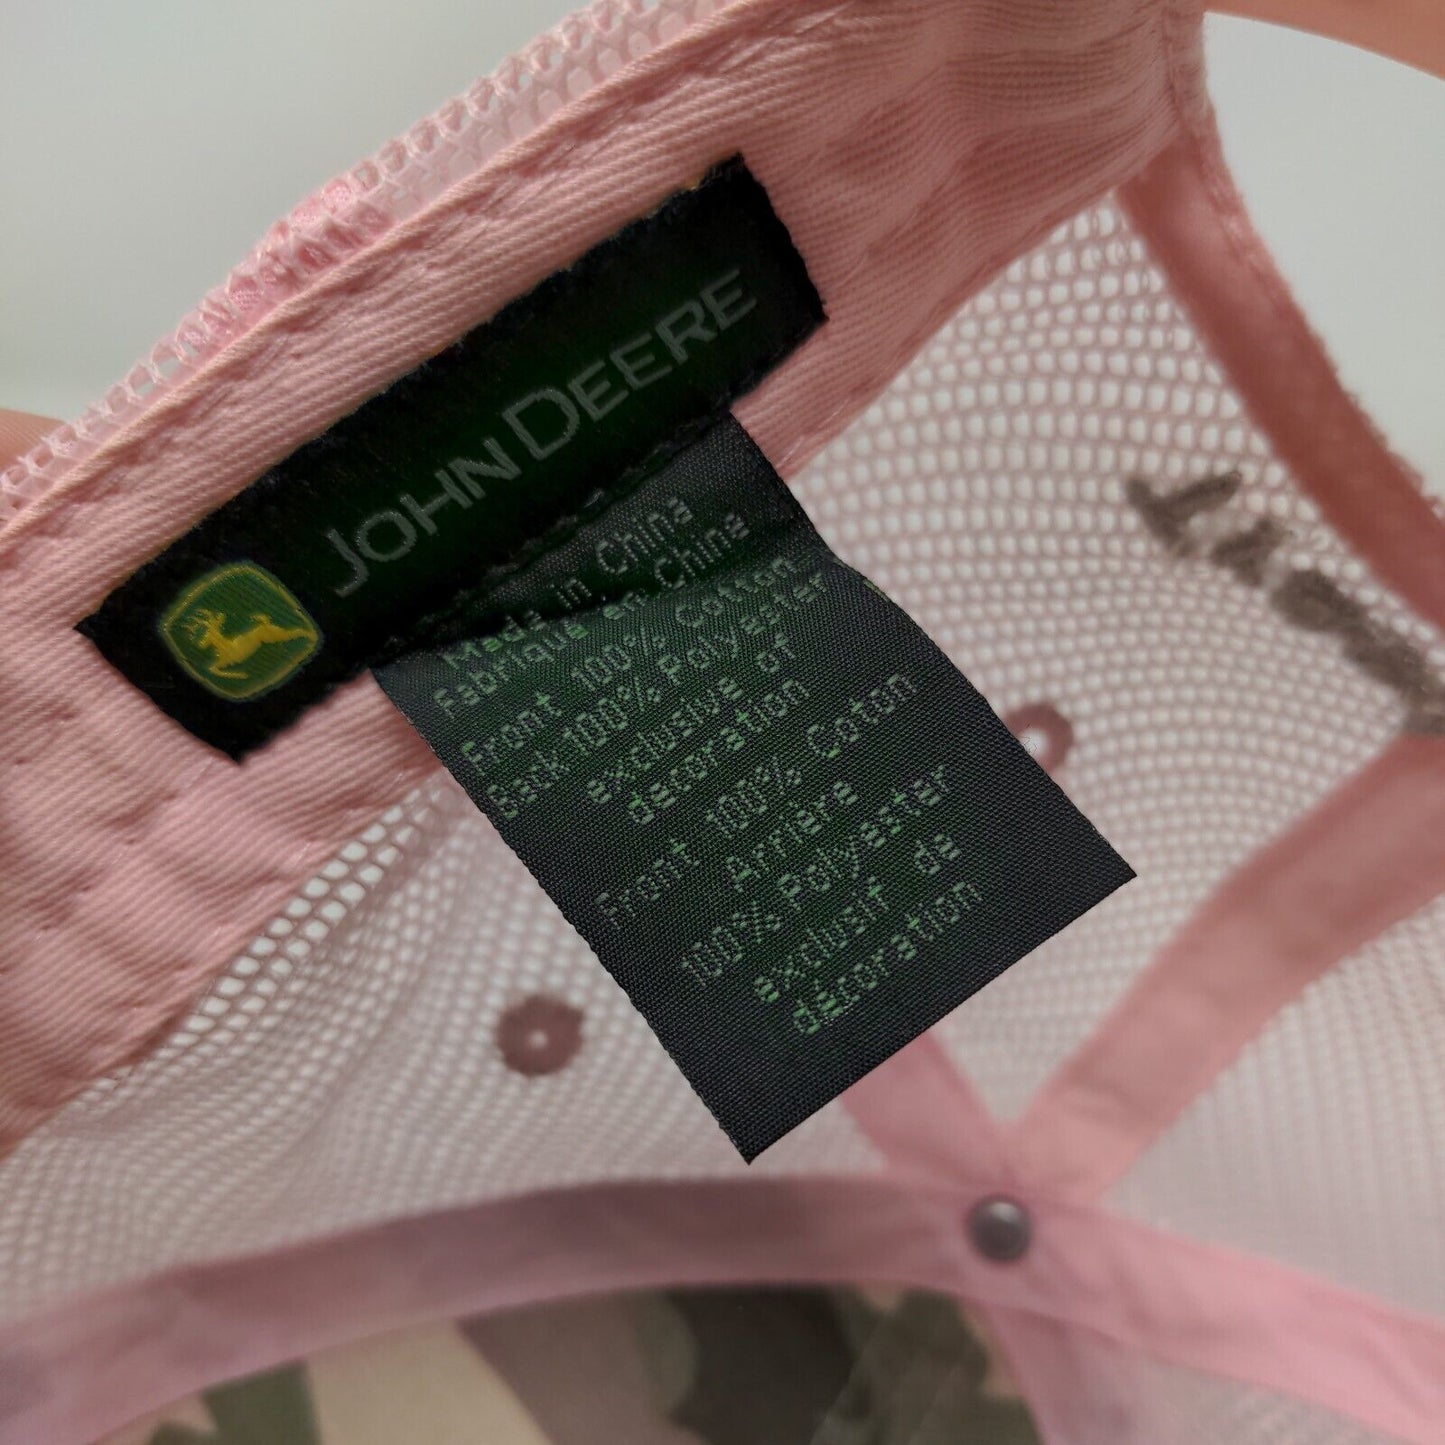 JOHN DEERE
Made in China
Fabriqué en China
Front 100% Cotton-
Back 100% Polyester
exclusive of
decoration
Front 100% Coton
Arrière
100% Polyester
exclusif de
décoration